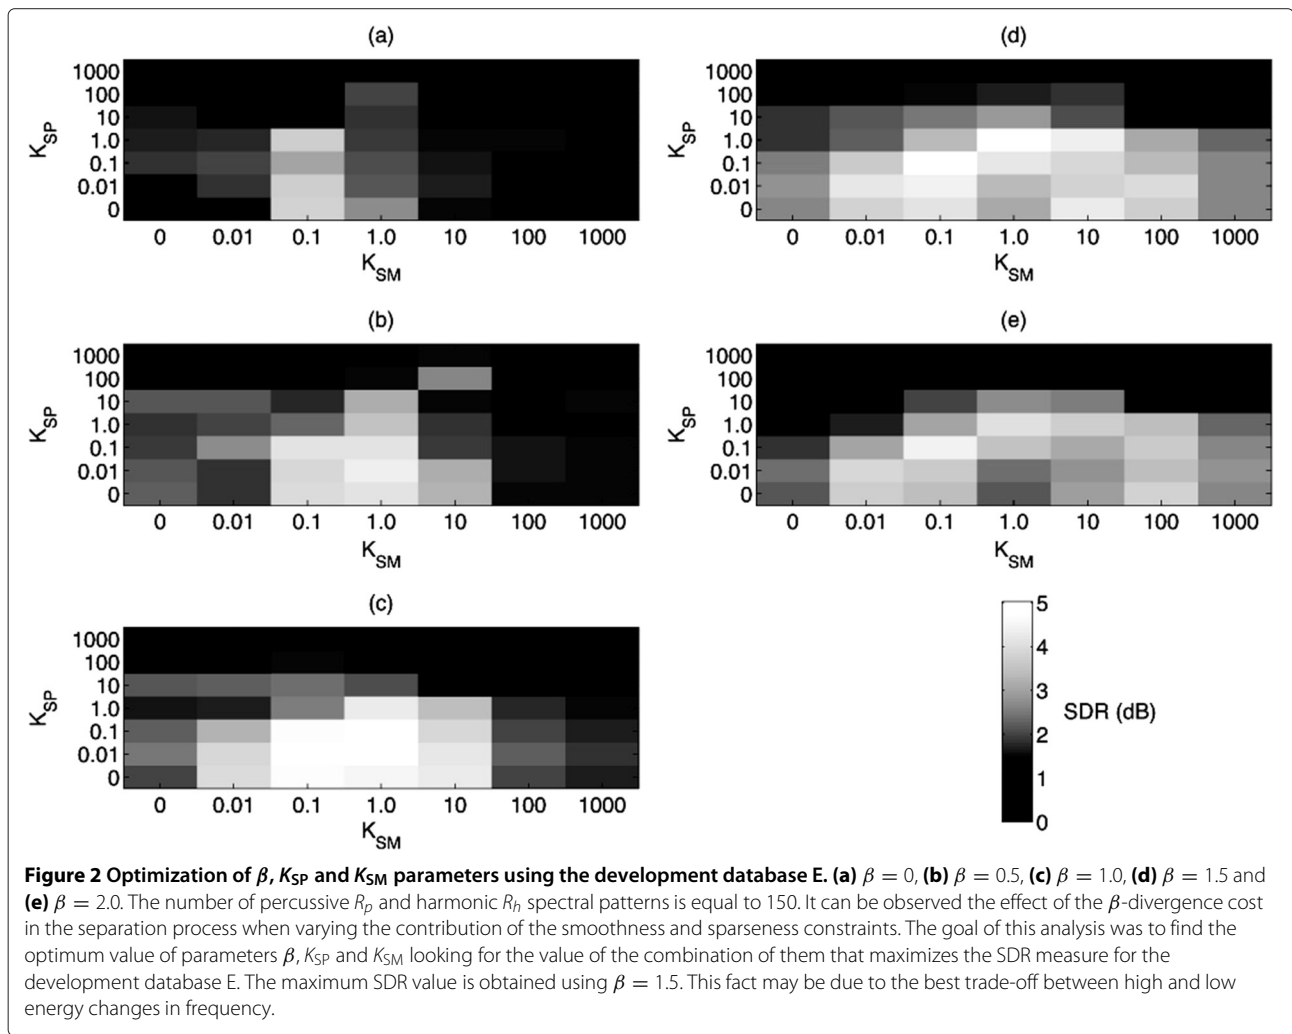 (a)
1000
100
10
1.0
0.1
0.01
0
K_SP
0 0.01 0.1 1.0 10 100 1000
K_SM
(b)
1000
100
10
1.0
0.1
0.01
0
K_SP
0 0.01 0.1 1.0 10 100 1000
K_SM
(c)
1000
100
10
1.0
0.1
0.01
0
K_SP
0 0.01 0.1 1.0 10 100 1000
K_SM
(d)
1000
100
10
1.0
0.1
0.01
0
K_SP
0 0.01 0.1 1.0 10 100 1000
K_SM
(e)
1000
100
10
1.0
0.1
0.01
0
K_SP
0 0.01 0.1 1.0 10 100 1000
K_SM
5
4
3
2
1
0
SDR (dB)
Figure 2 Optimization of β, K_SP and K_SM parameters using the development database E. (a) β = 0, (b) β = 0.5, (c) β = 1.0, (d) β = 1.5 and
(e) β = 2.0. The number of percussive R_p and harmonic R_h spectral patterns is equal to 150. It can be observed the effect of the β-divergence cost
in the separation process when varying the contribution of the smoothness and sparseness constraints. The goal of this analysis was to find the
optimum value of parameters β, K_SP and K_SM looking for the value of the combination of them that maximizes the SDR measure for the
development database E. The maximum SDR value is obtained using β = 1.5. This fact may be due to the best trade-off between high and low
energy changes in frequency.